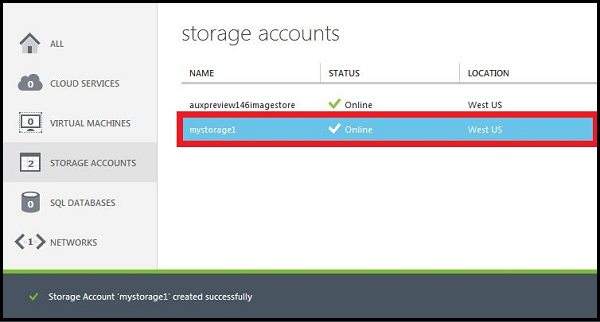 storage accounts
ALL
NAME STATUS LOCATION
0 CLOUD SERVICES
auxpreview146imagestore Online West US
0 VIRTUAL MACHINES
mystorage1 Online West US
2 STORAGE ACCOUNTS
0 SQL DATABASES
1 NETWORKS
Storage Account 'mystorage1' created successfully